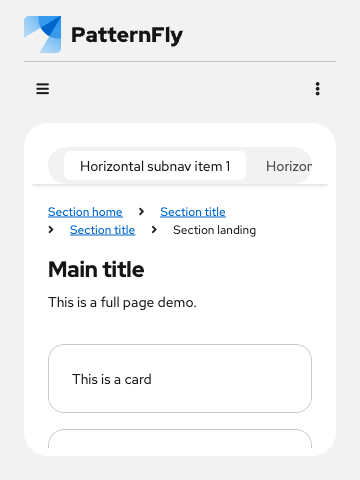 PatternFly
Horizontal subnav item 1
Section home
Section title
Section title
Section landing
Main title
This is a full page demo.
This is a card